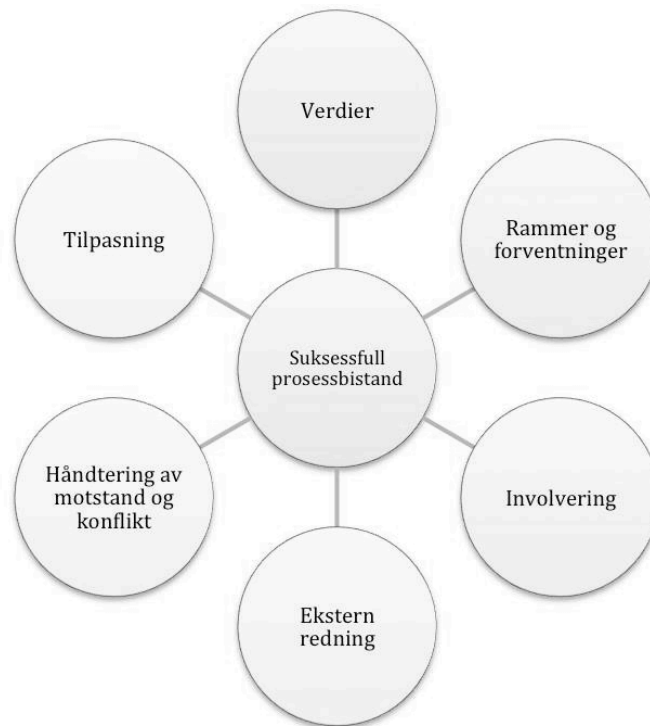 Verdier
Rammer og
forventninger
Involvering
Ekstern
redning
Håndtering av
motstand og
konflikt
Tilpasning
Suksessfull
prosessbistand